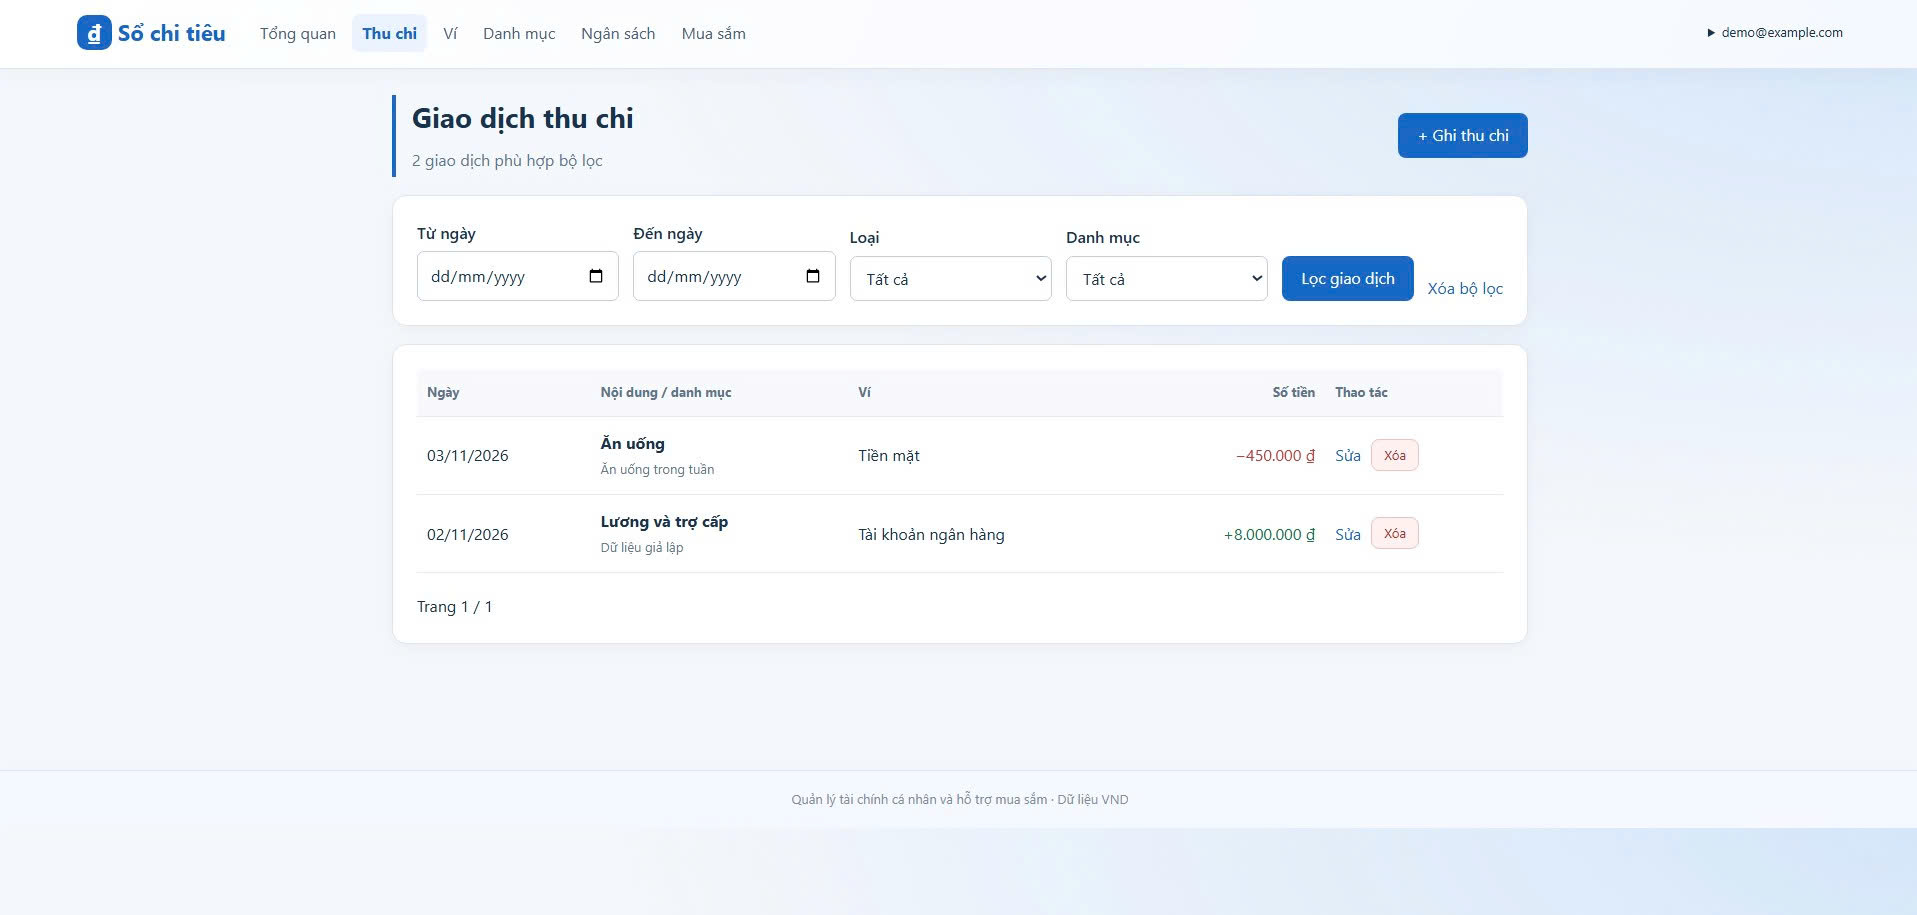 ₫ Sổ chi tiêu Tổng quan Thu chi Ví Danh mục Ngân sách Mua sắm ▶ demo@example.com
Giao dịch thu chi
2 giao dịch phù hợp bộ lọc
+ Ghi thu chi
Từ ngày Đến ngày Loại Danh mục
dd/mm/yyyy dd/mm/yyyy Tất cả Tất cả Lọc giao dịch Xóa bộ lọc
Ngày Nội dung / danh mục Ví Số tiền Thao tác
03/11/2026 Ăn uống Tiền mặt −450.000 ₫ Sửa Xóa
Ăn uống trong tuần
02/11/2026 Lương và trợ cấp Tài khoản ngân hàng +8.000.000 ₫ Sửa Xóa
Dữ liệu giả lập
Trang 1 / 1
Quản lý tài chính cá nhân và hỗ trợ mua sắm · Dữ liệu VND